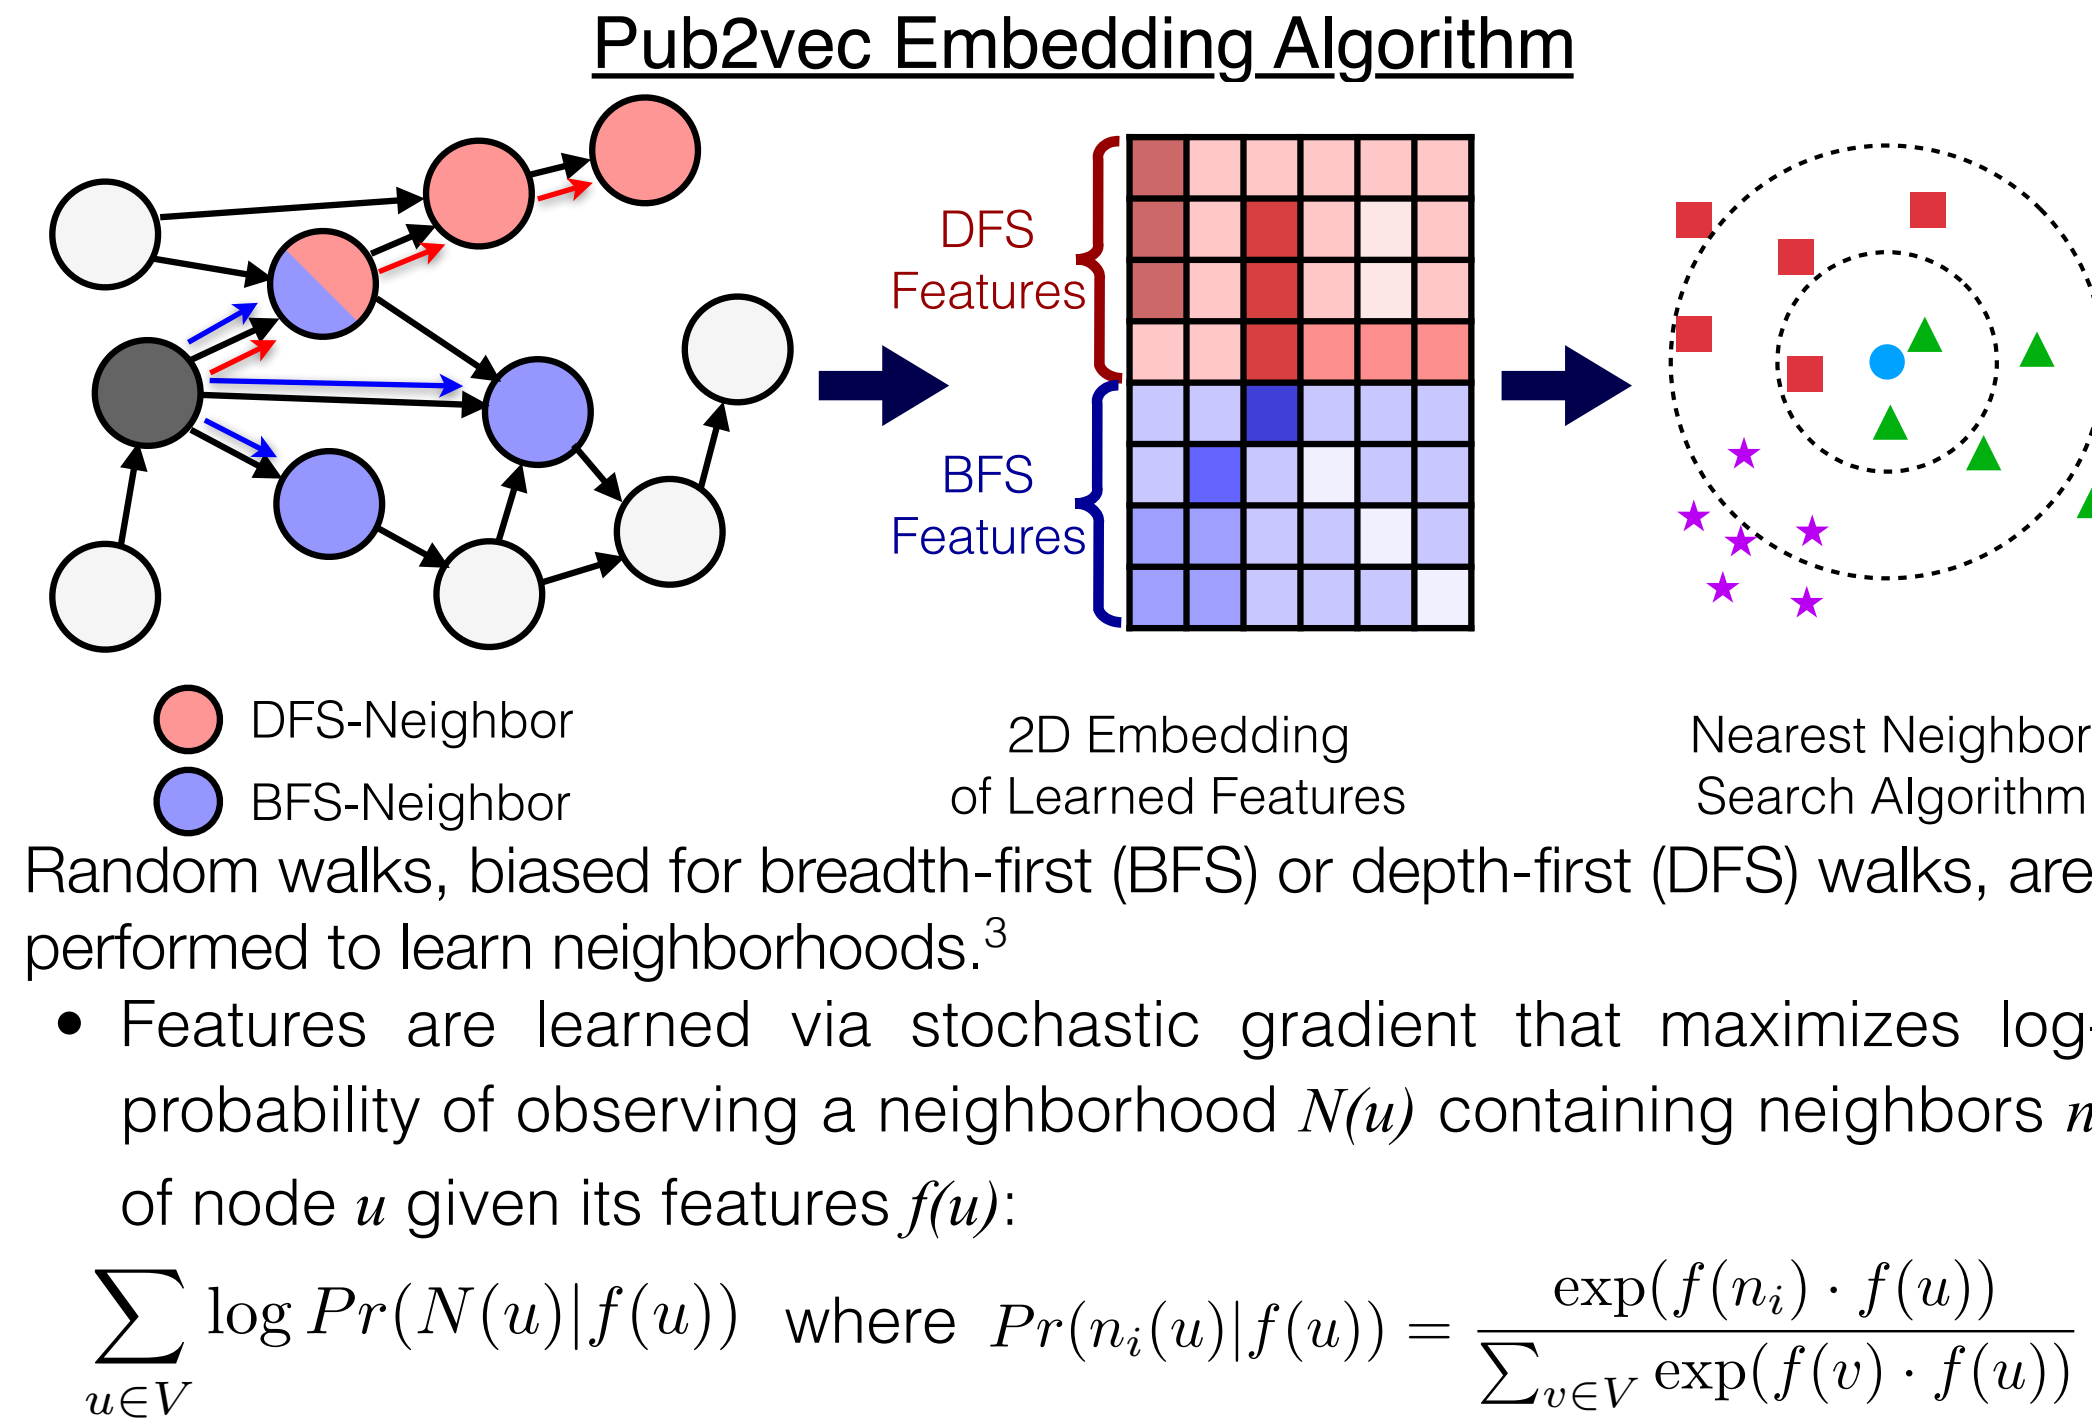 Pub2vec Embedding Algorithm
DFS
Features
BFS
Features
DFS-Neighbor
BFS-Neighbor
2D Embedding
of Learned Features
Nearest Neighbor
Search Algorithm
Random walks, biased for breadth-first (BFS) or depth-first (DFS) walks, are
performed to learn neighborhoods.³
• Features are learned via stochastic gradient that maximizes log-
probability of observing a neighborhood N(u) containing neighbors n
of node u given its features f(u):
∑_{u∈V} log Pr(N(u)|f(u)) where Pr(n_i(u)|f(u)) = exp(f(n_i) · f(u)) / ∑_{v∈V} exp(f(v) · f(u))